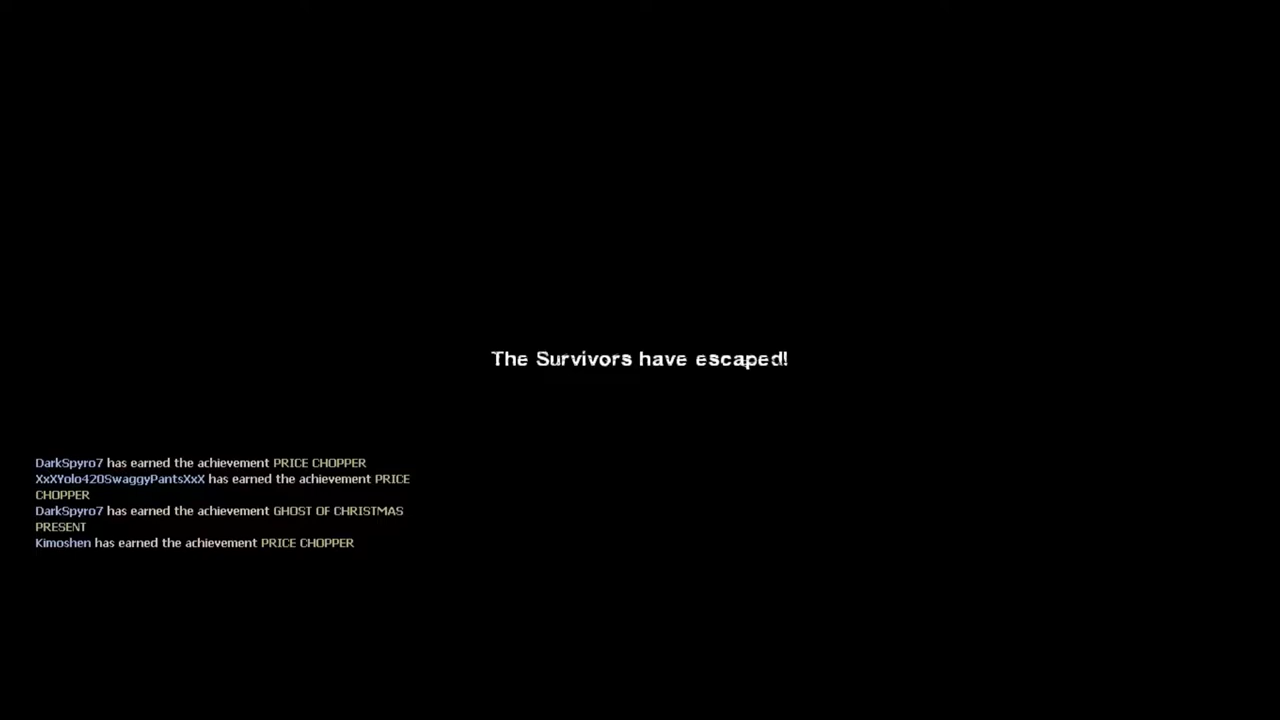 The Survivors have escaped!
DarkSpyro7 has earned the achievement PRICE CHOPPER
XxXYolo420SwaggyPantsXxX has earned the achievement PRICE
CHOPPER
DarkSpyro7 has earned the achievement GHOST OF CHRISTMAS
PRESENT
Kimoshen has earned the achievement PRICE CHOPPER